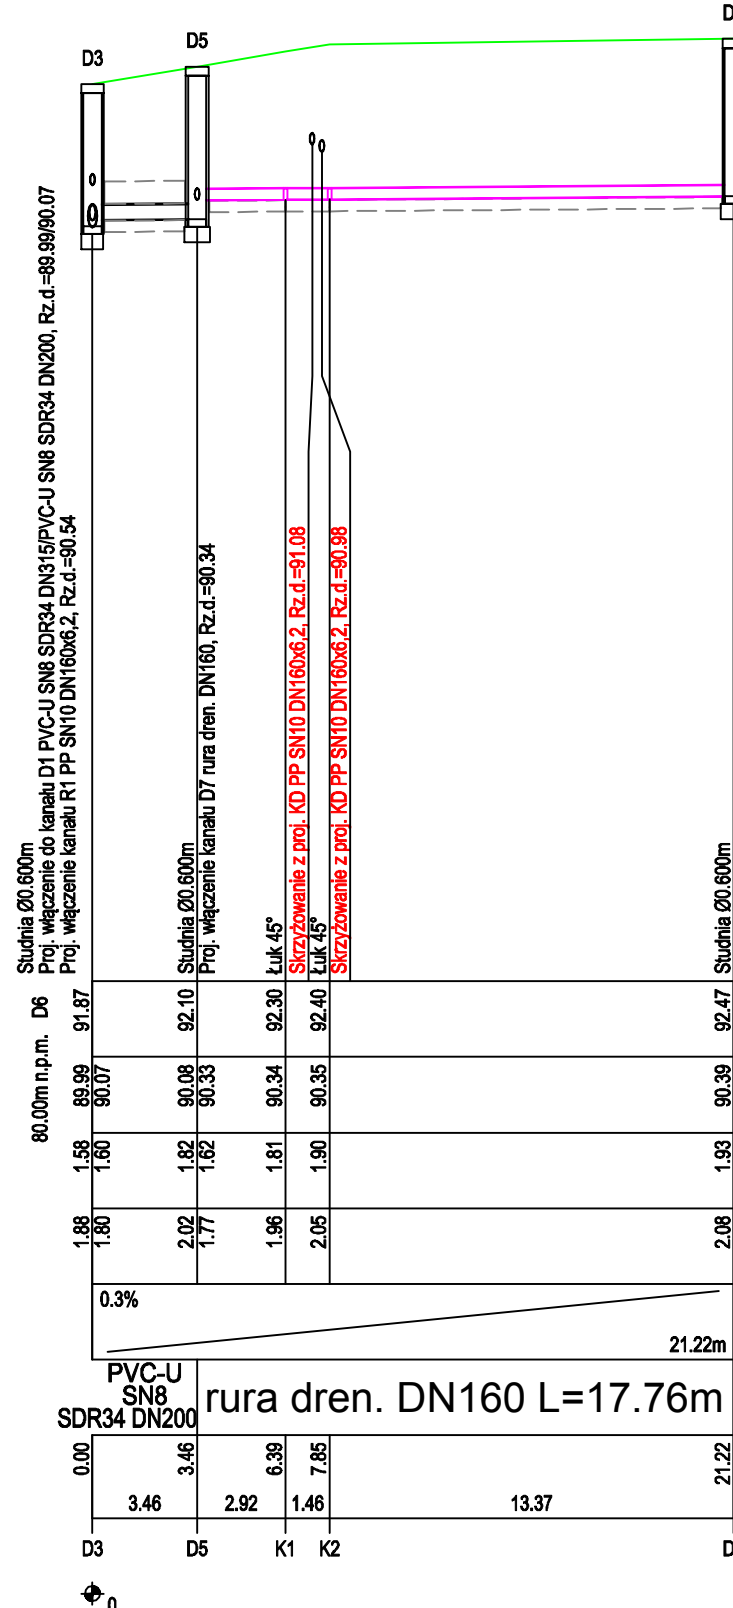 D
D5
D3
Studnia Ø0.600m
Proj. włączenie do kanału D1 PVC-U SN8 SDR34 DN315/PVC-U SN8 SDR34 DN200, Rz.d.=89.99/90.07
Proj. włączenie kanału R1 PP SN10 DN160x6,2, Rz.d.=90.54
Studnia Ø0.600m
Proj. włączenie kanału D7 rura dren. DN160, Rz.d.=90.34
Łuk 45°
Skrzyżowanie z proj. KD PP SN10 DN160x6,2, Rz.d.=91.08
Łuk 45°
Skrzyżowanie z proj. KD PP SN10 DN160x6,2, Rz.d.=90.98
Studnia Ø0.600m
80.00m n.p.m. D6
91.87 92.10 92.30 92.40 92.47
89.99 90.07 90.08 90.33 90.34 90.35 90.39
1.58 1.60 1.82 1.62 1.81 1.90 1.93
1.88 1.80 2.02 1.77 1.96 2.05 2.08
0.3%
21.22m
PVC-U
SN8
SDR34 DN200
rura dren. DN160 L=17.76m
0.00 3.46 6.39 7.85 21.22
3.46 2.92 1.46 13.37
D3 D5 K1 K2 D
0